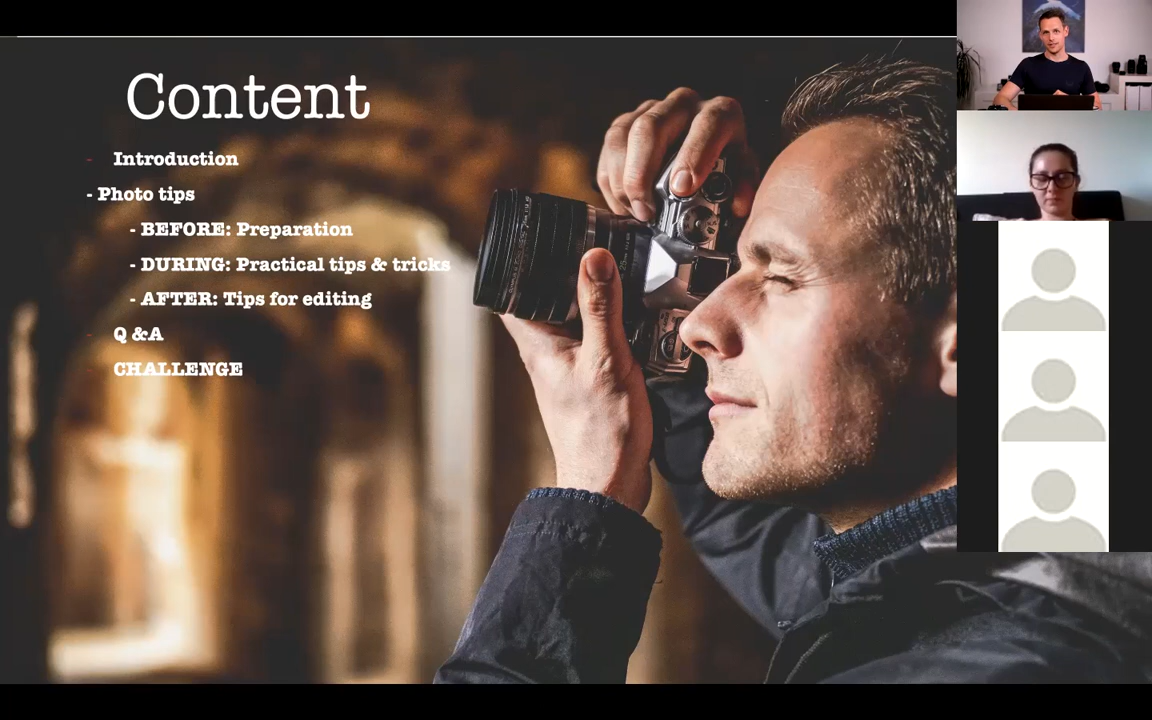 Content
- Introduction
- Photo tips
- BEFORE: Preparation
- DURING: Practical tips & tricks
- AFTER: Tips for editing
Q &A
CHALLENGE